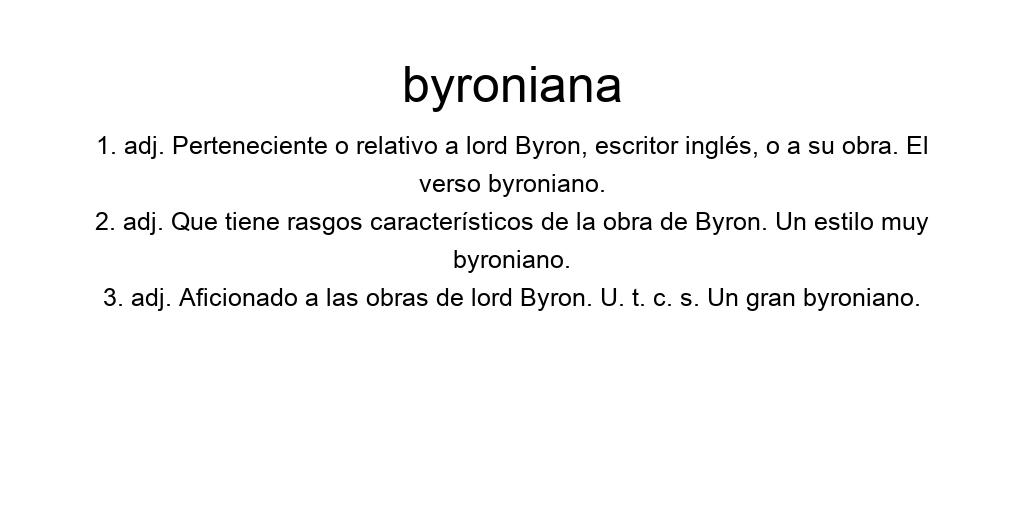 byroniana
1. adj. Perteneciente o relativo a lord Byron, escritor inglés, o a su obra. El
verso byroniano.
2. adj. Que tiene rasgos característicos de la obra de Byron. Un estilo muy
byroniano.
3. adj. Aficionado a las obras de lord Byron. U. t. c. s. Un gran byroniano.